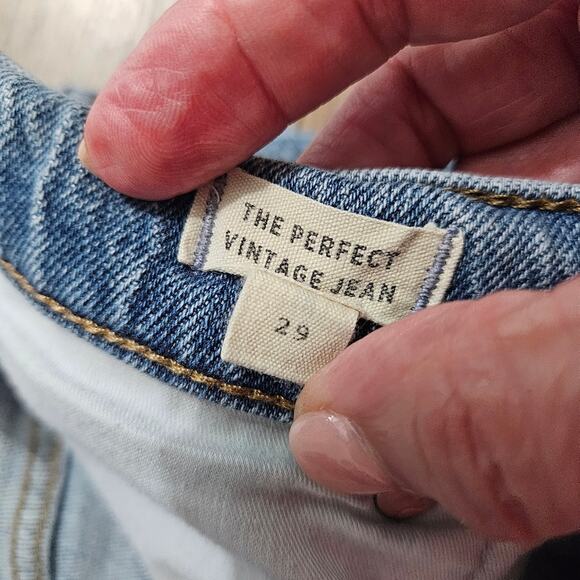 THE PERFECT
VINTAGE JEAN
29